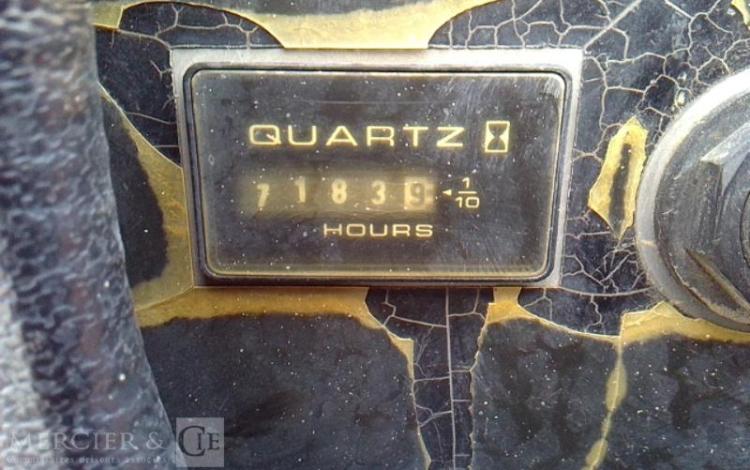 QUARTZ
71839 1/10
HOURS
MERCIER & CIE